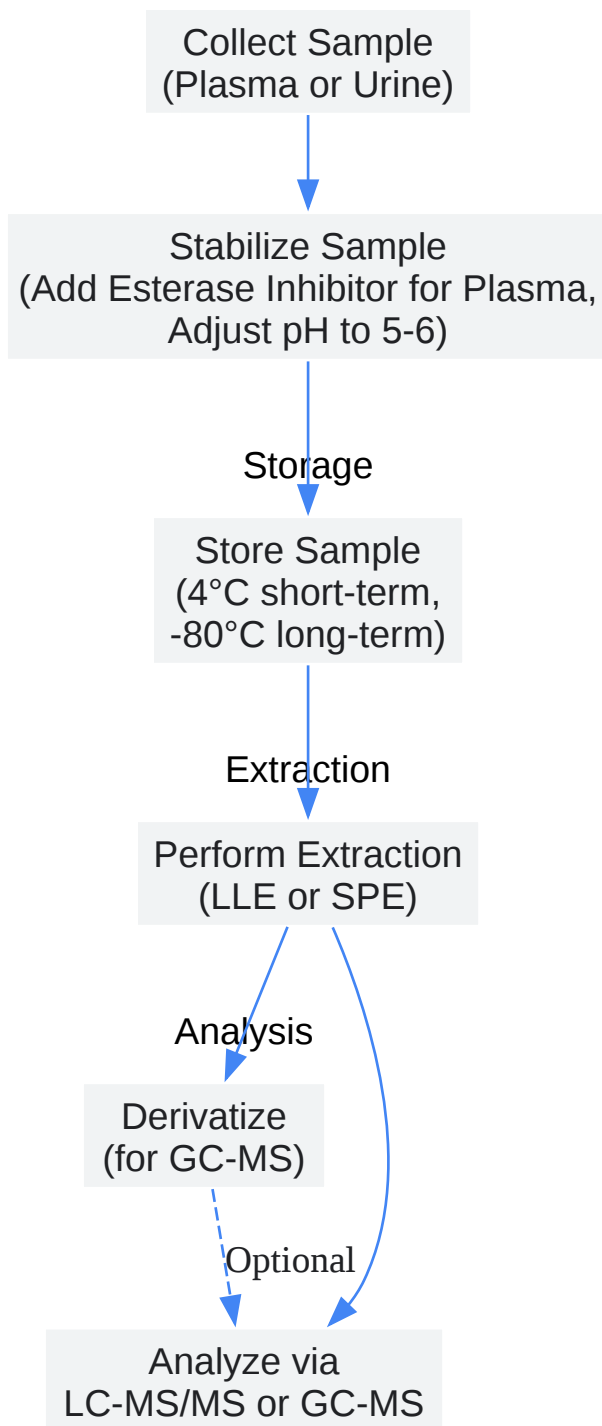 Collect Sample
(Plasma or Urine)
Stabilize Sample
(Add Esterase Inhibitor for Plasma,
Adjust pH to 5-6)
Storage
Store Sample
(4°C short-term,
-80°C long-term)
Extraction
Perform Extraction
(LLE or SPE)
Analysis
Derivatize
(for GC-MS)
Optional
Analyze via
LC-MS/MS or GC-MS